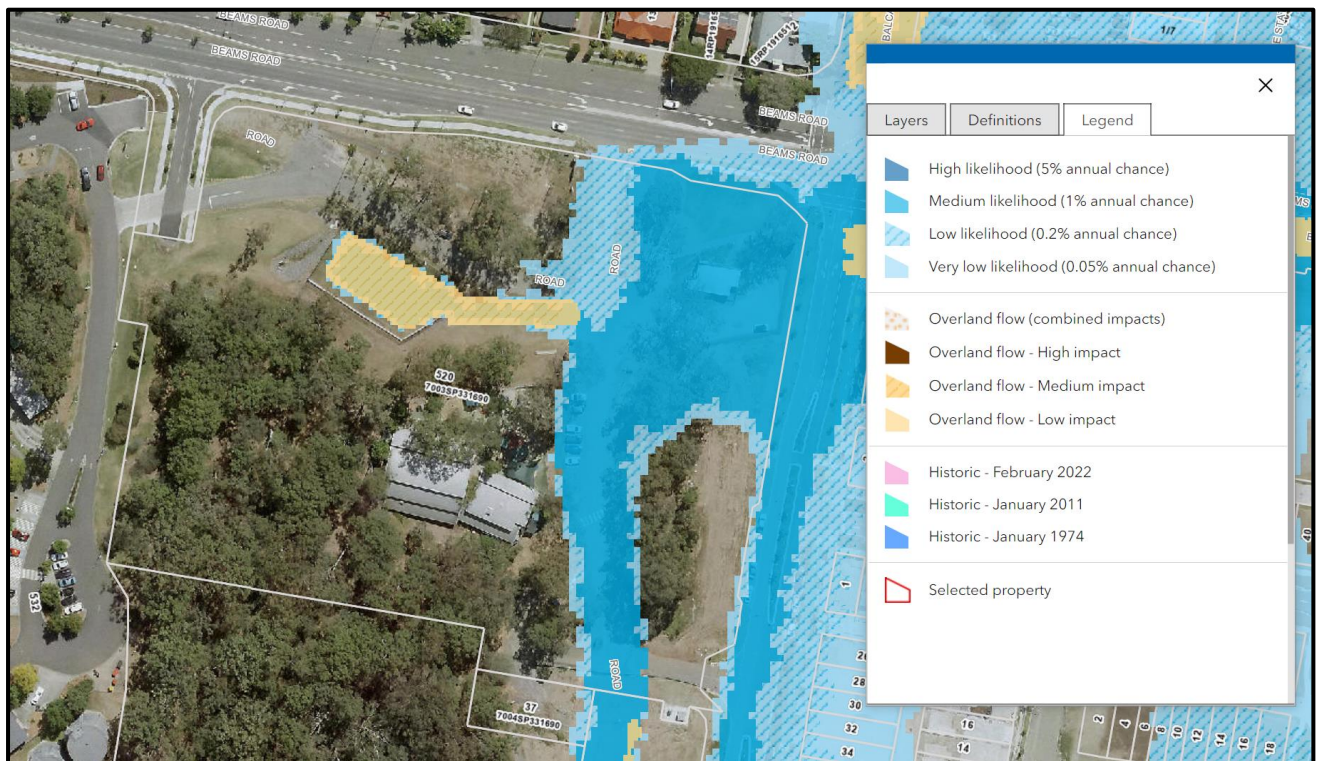 BEAMS ROAD
BEAMS ROAD
BEAMS ROAD
BEAMS ROAD
ROAD
ROAD
ROAD
ROAD
14RP19165
1/7
520
7003SP331690
532
37
7004SP331690
1
26
28
30
32
34
16
14
2
4
6
8
10
12
14
16
18
40
Layers
Definitions
Legend
High likelihood (5% annual chance)
Medium likelihood (1% annual chance)
Low likelihood (0.2% annual chance)
Very low likelihood (0.05% annual chance)
Overland flow (combined impacts)
Overland flow - High impact
Overland flow - Medium impact
Overland flow - Low impact
Historic - February 2022
Historic - January 2011
Historic - January 1974
Selected property